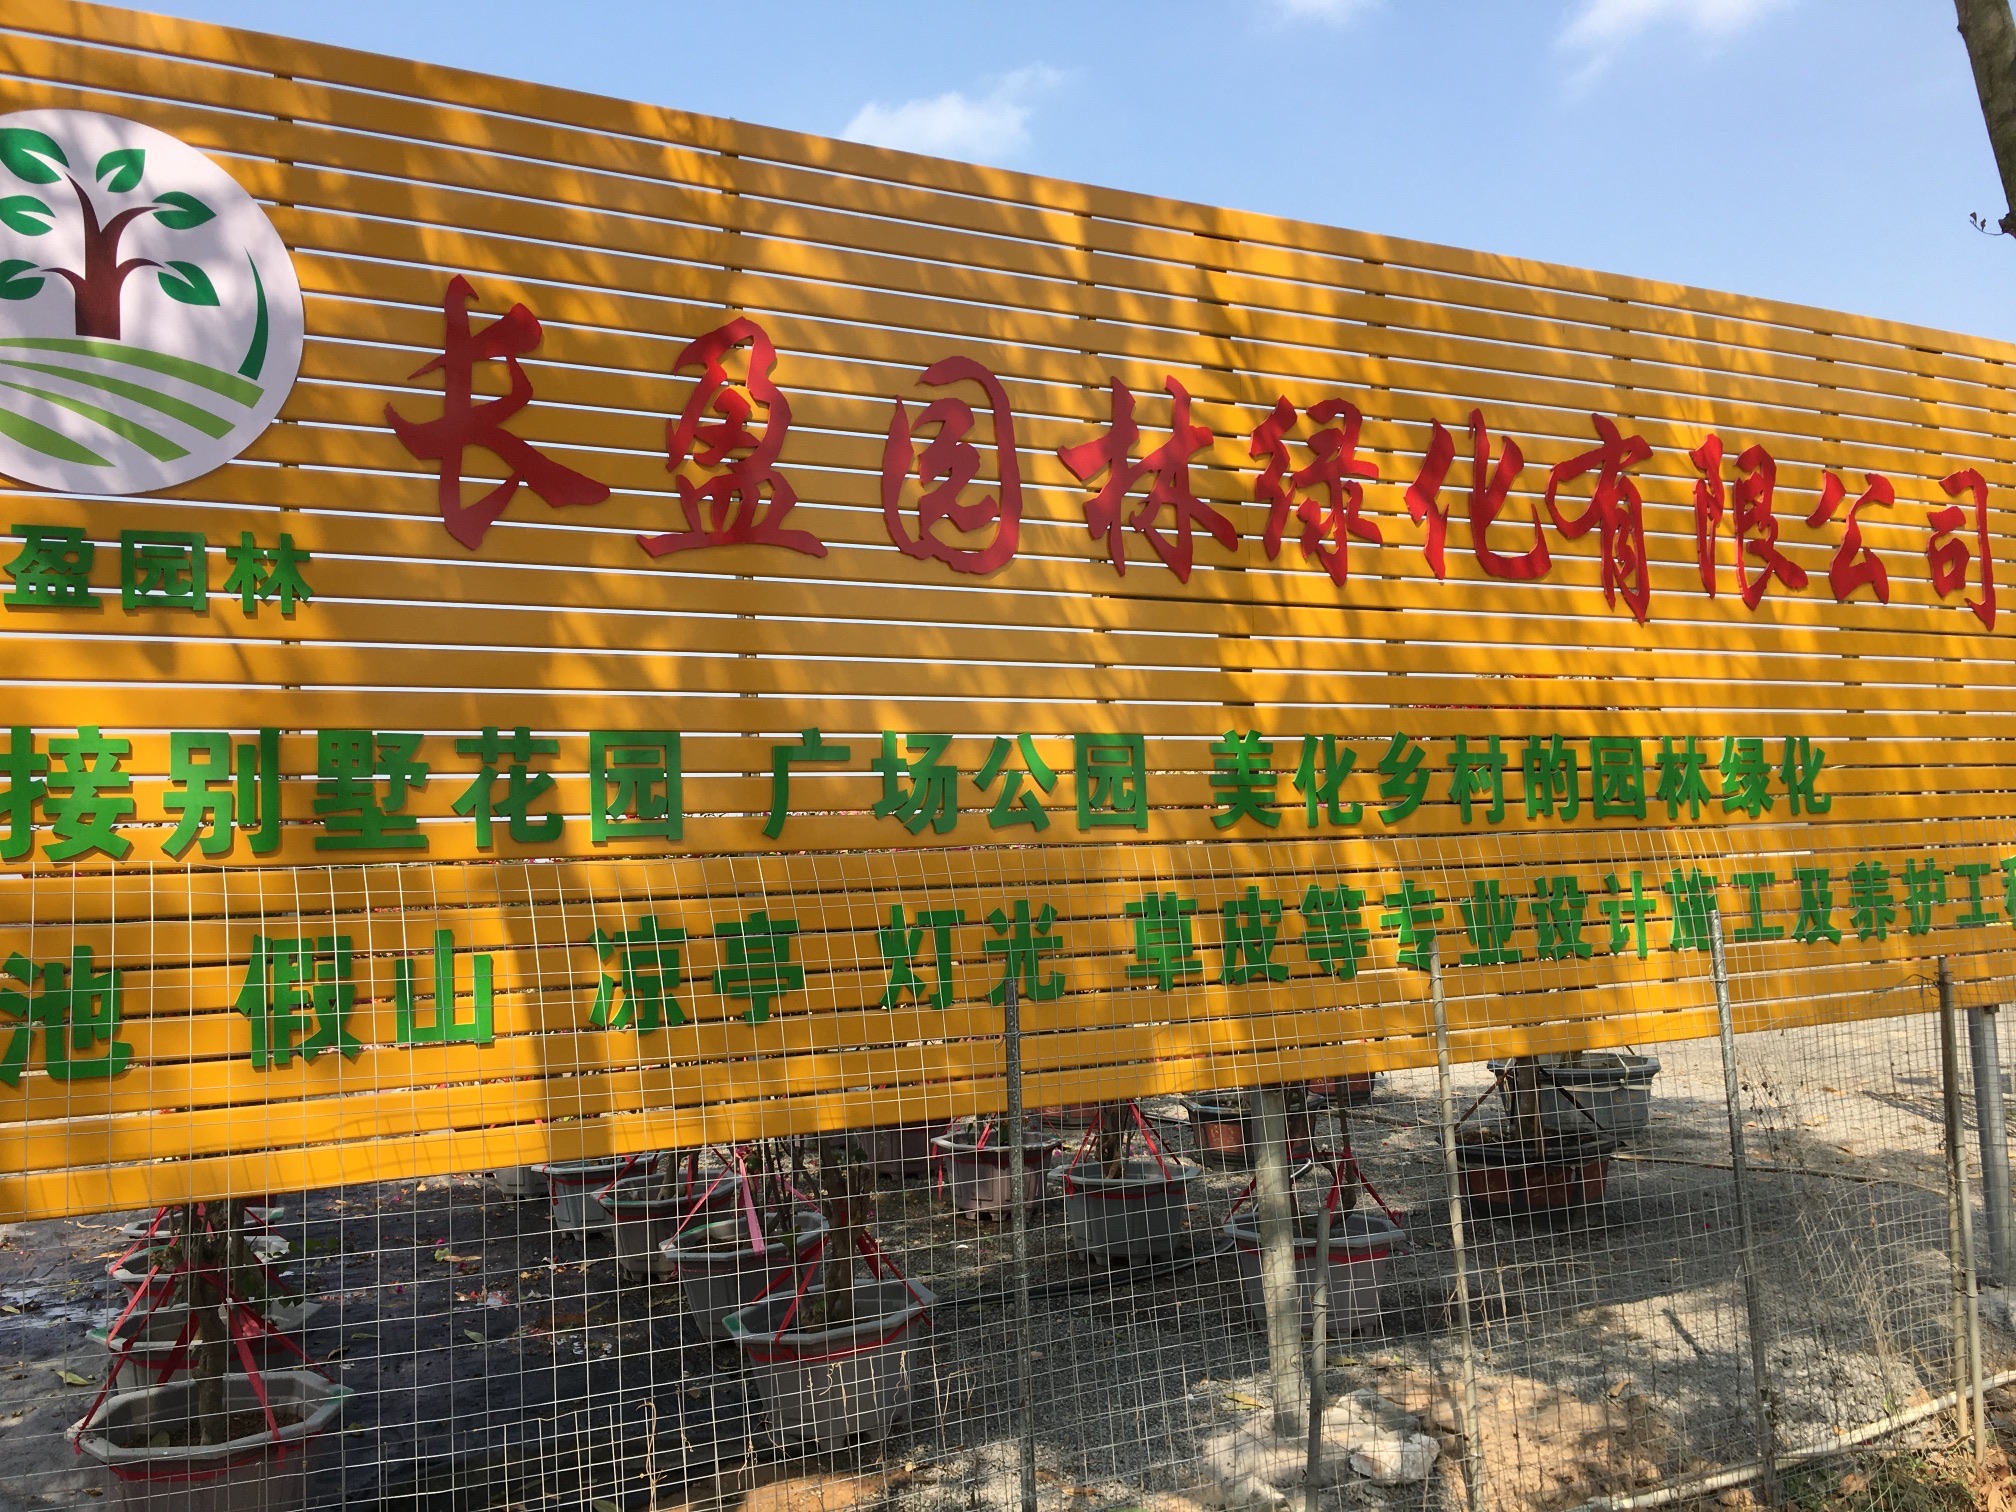 长盈园林绿化有限公司
盈园林
接别墅花园 广场公园 美化乡村的园林绿化
池 假山 凉亭 灯光 草皮等专业设计施工及养护工